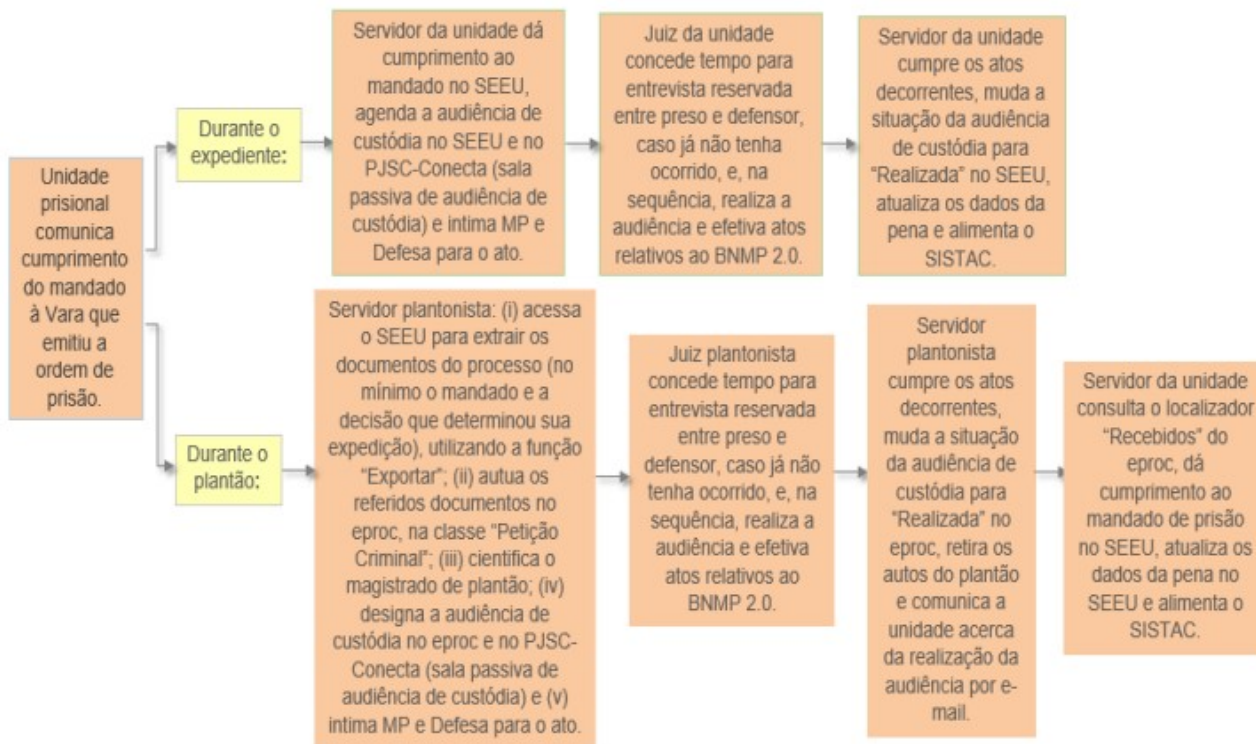 Unidade
prisional
comunica
cumprimento
do mandado
à Vara que
emitiu a
ordem de
prisão.
Durante o
expediente:
Servidor da unidade dá
cumprimento ao
mandado no SEEU,
agenda a audiência de
custódia no SEEU e no
PJSC-Conecta (sala
passiva de audiência de
custódia) e intima MP e
Defesa para o ato.
Juiz da unidade
concede tempo para
entrevista reservada
entre preso e defensor,
caso já não tenha
ocorrido, e, na
sequência, realiza a
audiência e efetiva atos
relativos ao BNMP 2.0.
Servidor da unidade
cumpre os atos
decorrentes, muda a
situação da audiência
de custódia para
“Realizada” no SEEU,
atualiza os dados da
pena e alimenta o
SISTAC.
Durante o
plantão:
Servidor plantonista: (i) acessa
o SEEU para extrair os
documentos do processo (no
mínimo o mandado e a
decisão que determinou sua
expedição), utilizando a função
“Exportar”; (ii) autua os
referidos documentos no
eproc, na classe “Petição
Criminal”; (iii) cientifica o
magistrado de plantão; (iv)
designa a audiência de
custódia no eproc e no PJSC-
Conecta (sala passiva de
audiência de custódia) e (v)
intima MP e Defesa para o ato.
Juiz plantonista
concede tempo para
entrevista reservada
entre preso e
defensor, caso já não
tenha ocorrido, e, na
sequência, realiza a
audiência e efetiva
atos relativos ao
BNMP 2.0.
Servidor
plantonista
cumpre os atos
decorrentes,
muda a situação
da audiência de
custódia para
“Realizada” no
eproc, retira os
autos do plantão
e comunica a
unidade acerca
da realização da
audiência por e-
mail.
Servidor da unidade
consulta o localizador
“Recebidos” do
eproc, dá
cumprimento ao
mandado de prisão
no SEEU, atualiza os
dados da pena no
SEEU e alimenta o
SISTAC.